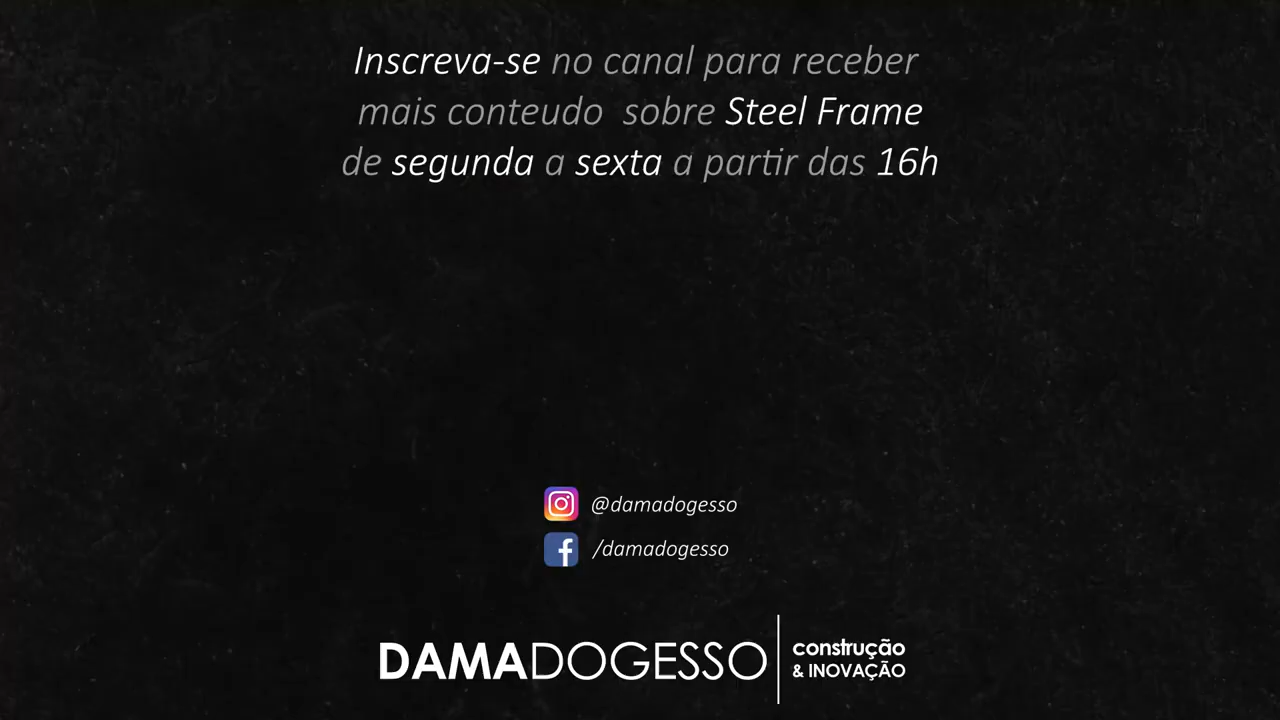 Inscreva-se no canal para receber
mais conteudo sobre Steel Frame
de segunda a sexta a partir das 16h
@damadogesso
/damadogesso
DAMADOGESSO
construção
& INOVAÇÃO